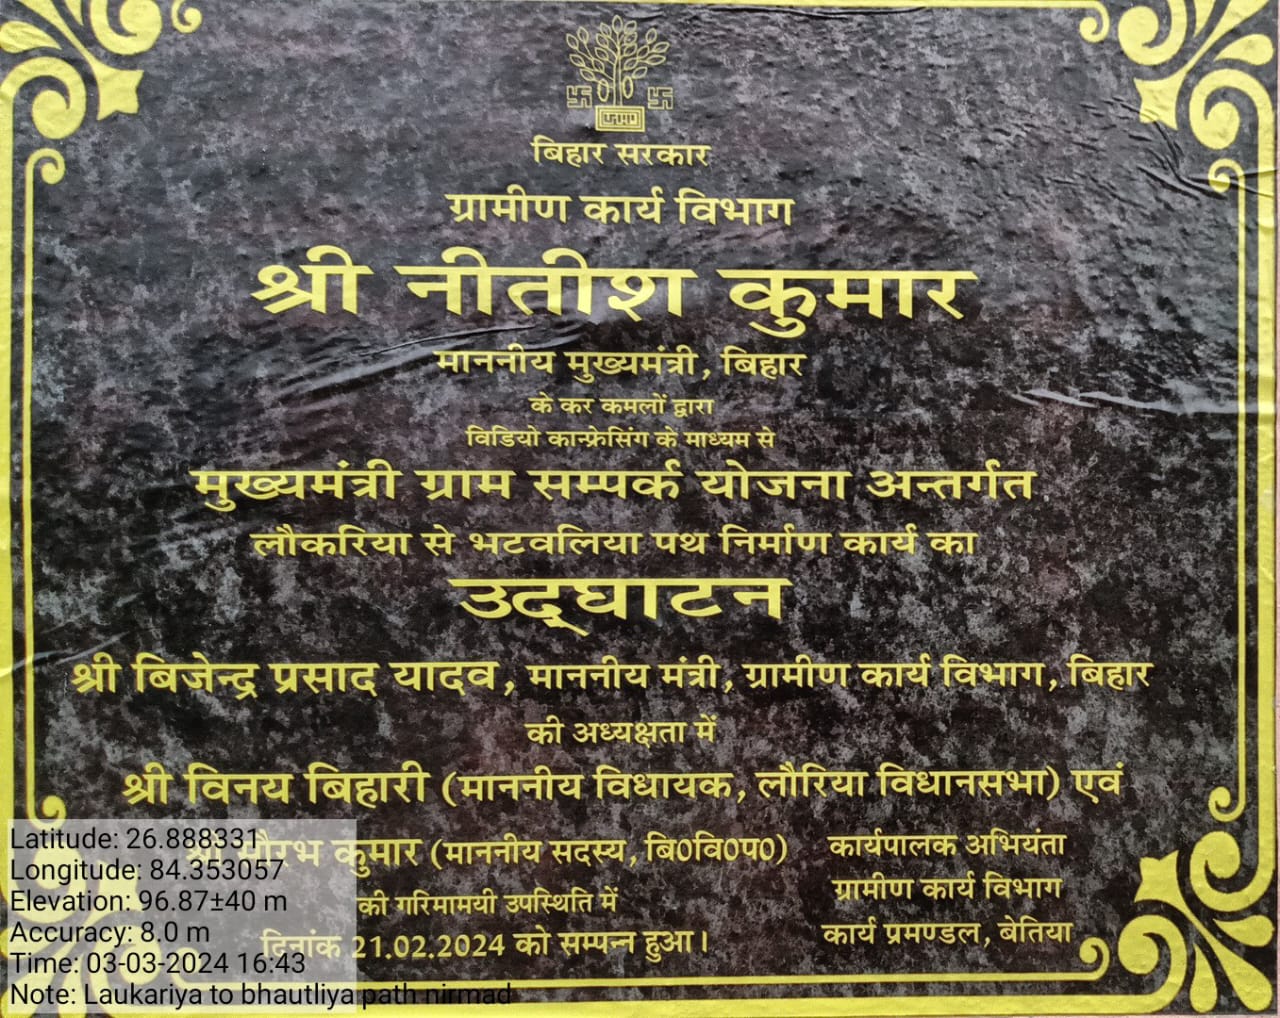 बिहार सरकार
ग्रामीण कार्य विभाग
श्री नीतीश कुमार
माननीय मुख्यमंत्री, बिहार
के कर कमलों द्वारा
विडियो कान्फ्रेसिंग के माध्यम से
मुख्यमंत्री ग्राम सम्पर्क योजना अन्तर्गत
लौकरिया से भटवलिया पथ निर्माण कार्य का
उद्घाटन
श्री बिजेन्द्र प्रसाद यादव, माननीय मंत्री, ग्रामीण कार्य विभाग, बिहार
की अध्यक्षता में
श्री विनय बिहारी (माननीय विधायक, लौरिया विधानसभा) एवं
कुमार (माननीय सदस्य, बि0वि0प0)
की गरिमामयी उपस्थिति में
दिनांक 21.02.2024 को सम्पन्न हुआ।
कार्यपालक अभियंता
ग्रामीण कार्य विभाग
कार्य प्रमण्डल, बेतिया
Latitude: 26.888331
Longitude: 84.353057
Elevation: 96.87±40 m
Accuracy: 8.0 m
Time: 03-03-2024 16:43
Note: Laukariya to bhautliya path nirmad